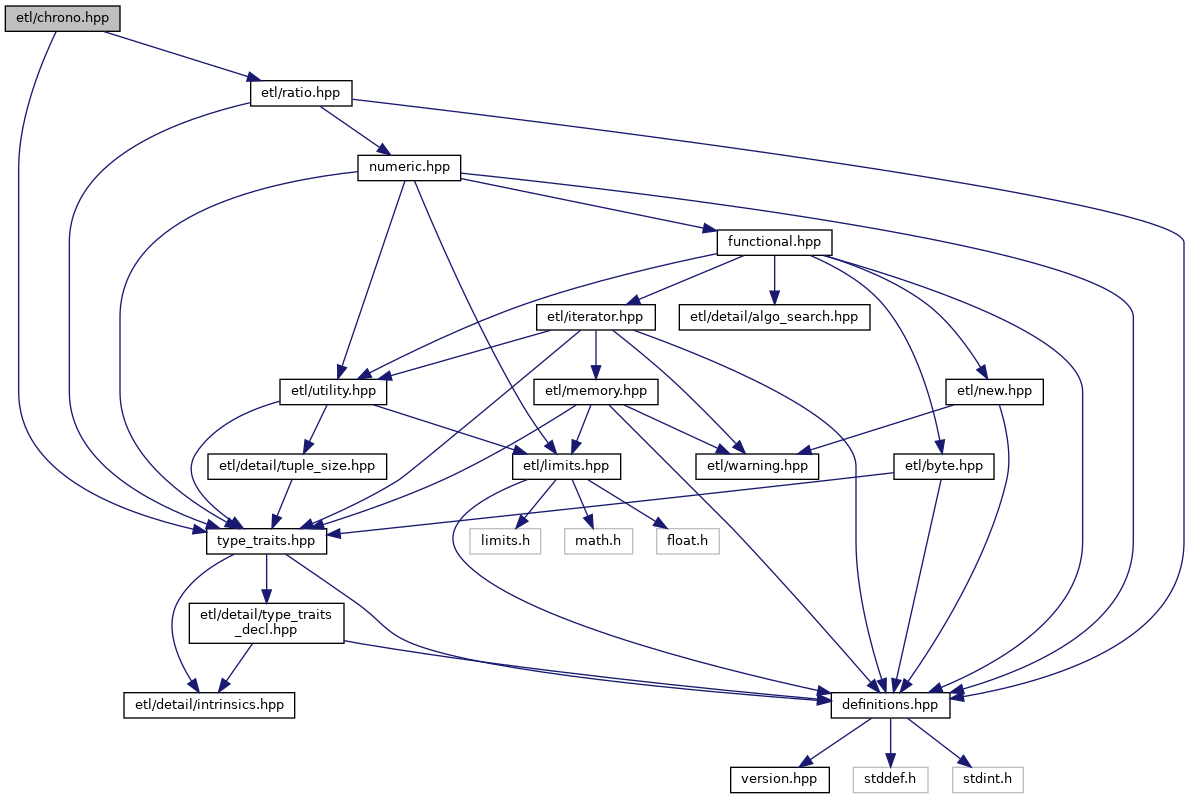 etl/chrono.hpp
etl/ratio.hpp
numeric.hpp
functional.hpp
etl/iterator.hpp
etl/detail/algo_search.hpp
etl/utility.hpp
etl/memory.hpp
etl/new.hpp
etl/detail/tuple_size.hpp
etl/limits.hpp
etl/warning.hpp
etl/byte.hpp
type_traits.hpp
limits.h
math.h
float.h
etl/detail/type_traits
_decl.hpp
etl/detail/intrinsics.hpp
definitions.hpp
version.hpp
stddef.h
stdint.h